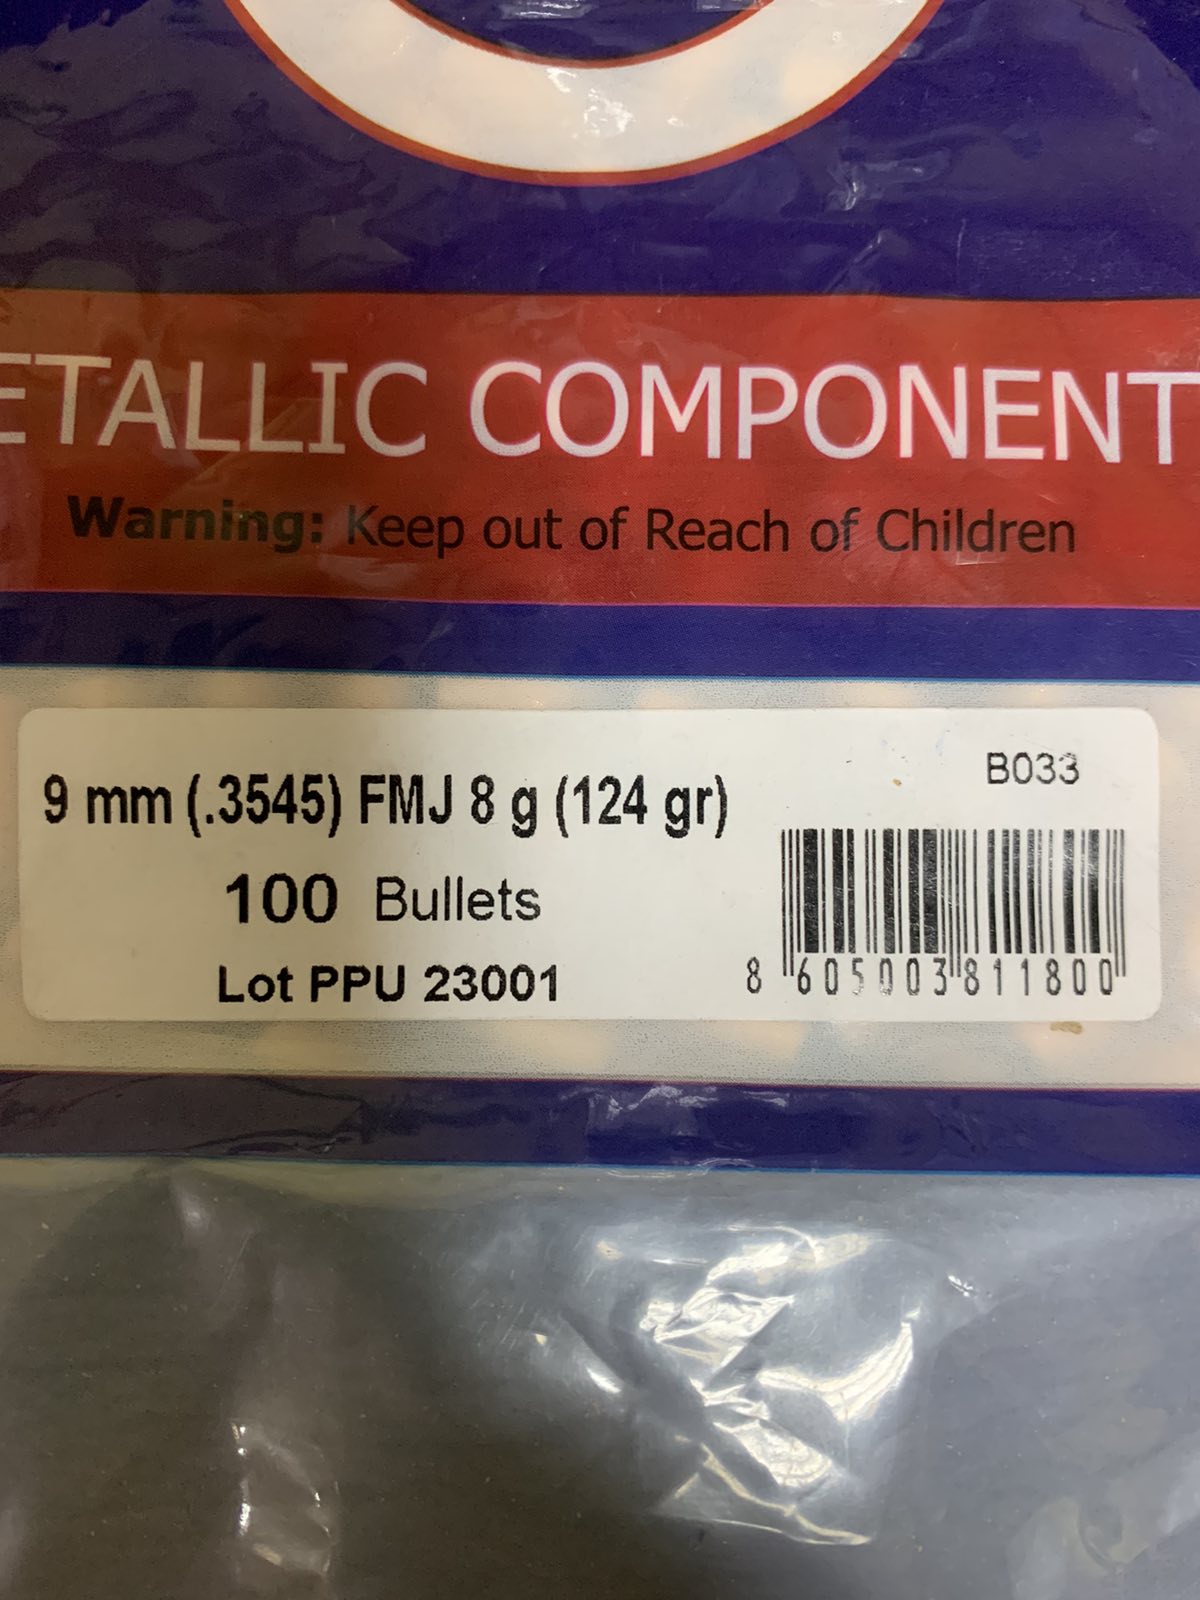 ETALLIC COMPONENT
Warning: Keep out of Reach of Children
9 mm (.3545) FMJ 8 g (124 gr)
B033
100 Bullets
Lot PPU 23001
8 605003 811800